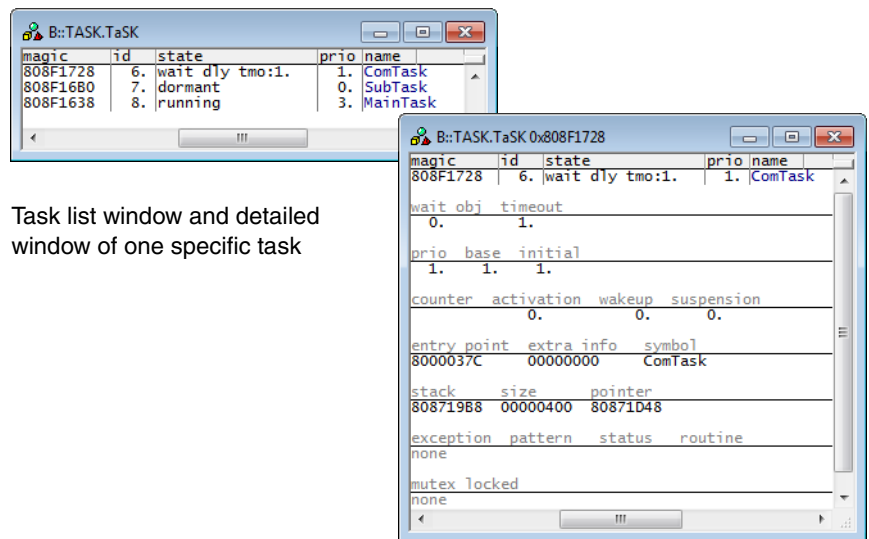 B::TASK.TaSK
magic id state prio name
808F1728 6. wait dly tmo:1. 1. ComTask
808F16B0 7. dormant 0. SubTask
808F1638 8. running 3. MainTask
Task list window and detailed
window of one specific task
B::TASK.TaSK 0x808F1728
magic id state prio name
808F1728 6. wait dly tmo:1. 1. ComTask
wait obj timeout
0. 1.
prio base initial
1. 1. 1.
counter activation wakeup suspension
0. 0. 0.
entry point extra info symbol
8000037C 00000000 ComTask
stack size pointer
808719B8 00000400 80871D48
exception pattern status routine
none
mutex locked
none